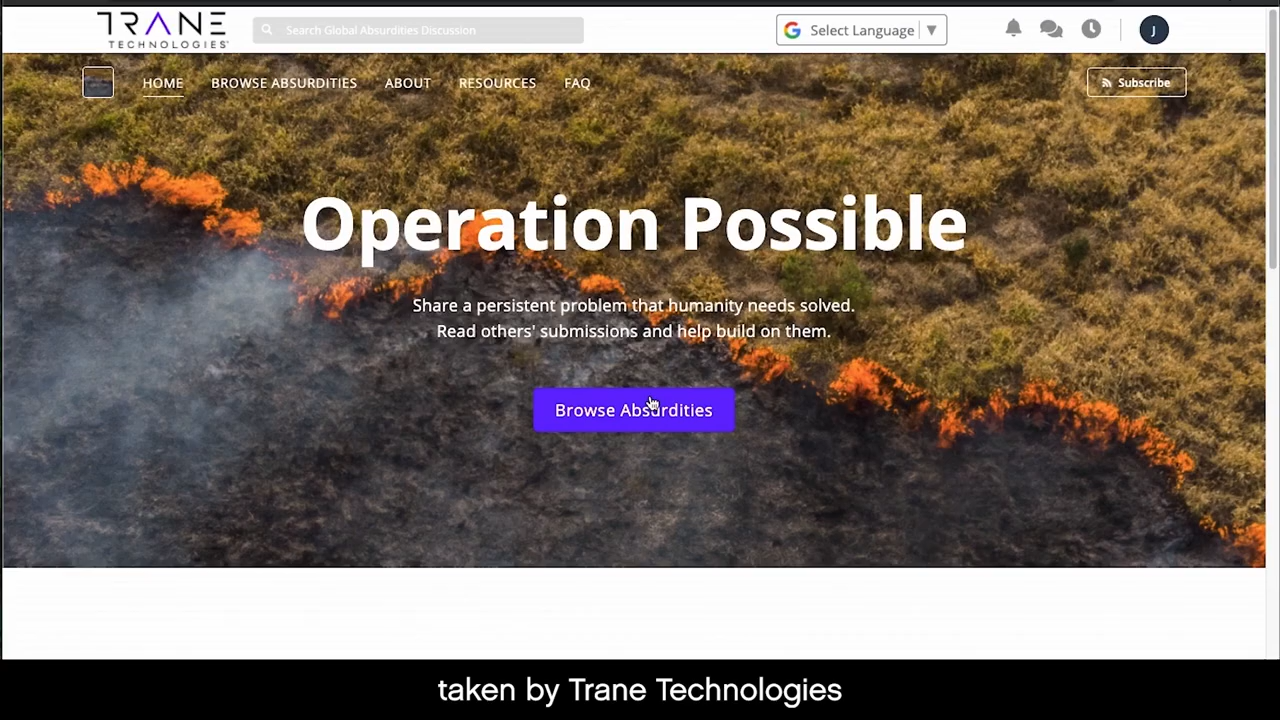 TRANE
TECHNOLOGIES
Search Global Absurdities Discussion
Select Language
J
HOME
BROWSE ABSURDITIES
ABOUT
RESOURCES
FAQ
Subscribe
Operation Possible
Share a persistent problem that humanity needs solved.
Read others' submissions and help build on them.
Browse Absurdities
taken by Trane Technologies